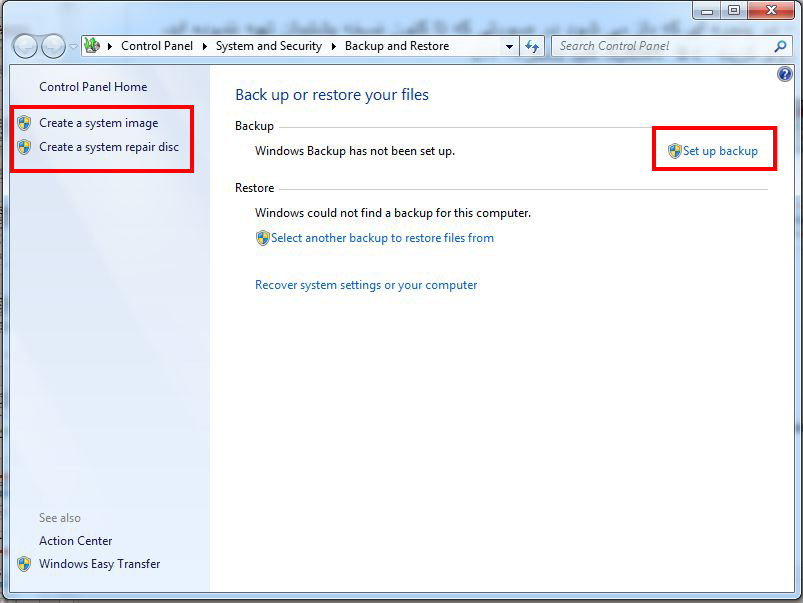 Control Panel System and Security Backup and Restore Search Control Panel
Control Panel Home
Create a system image
Create a system repair disc
Back up or restore your files
Backup
Windows Backup has not been set up.
Set up backup
Restore
Windows could not find a backup for this computer.
Select another backup to restore files from
Recover system settings or your computer
See also
Action Center
Windows Easy Transfer